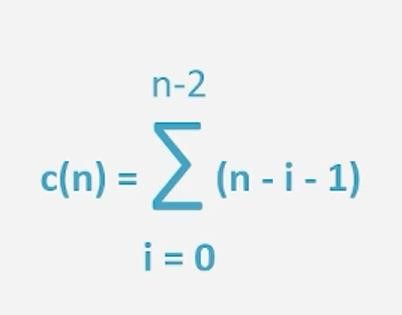 n-2
c(n) = ∑ (n - i - 1)
i = 0